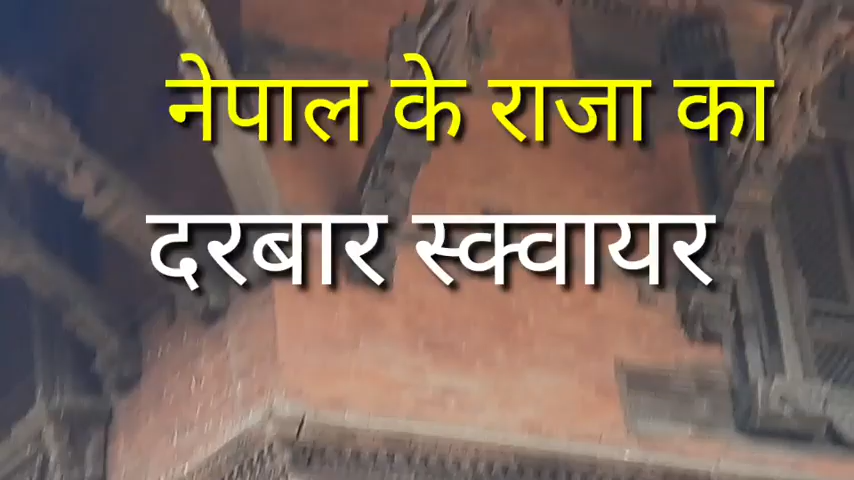 नेपाल के राजा का
दरबार स्क्वायर